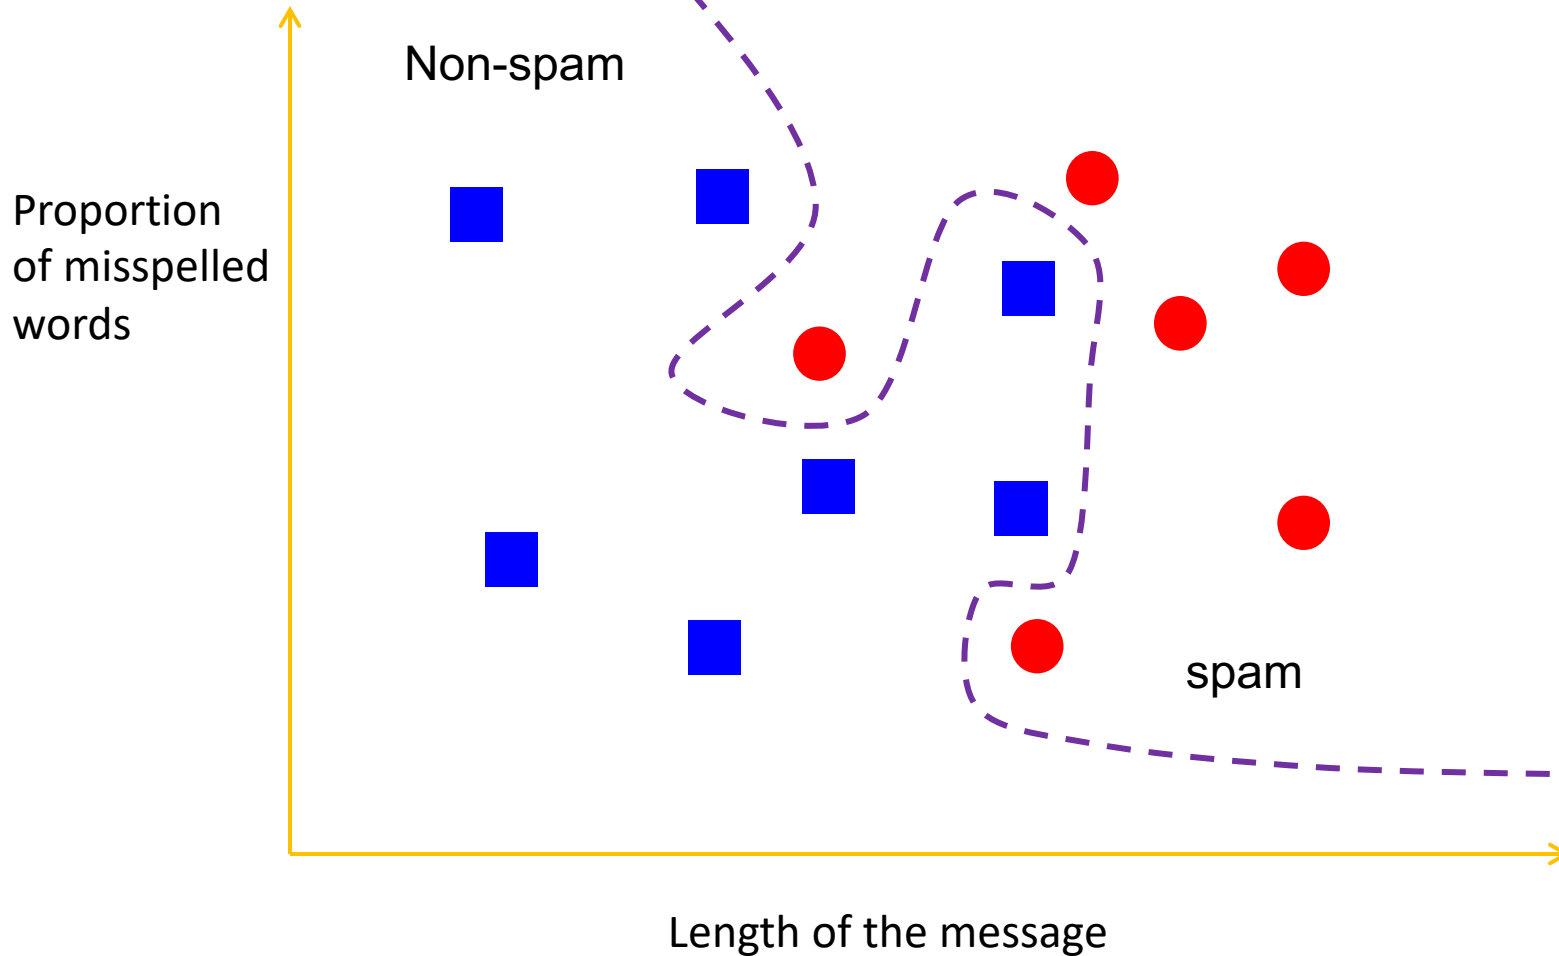 Non-spam
Proportion
of misspelled
words
spam
Length of the message